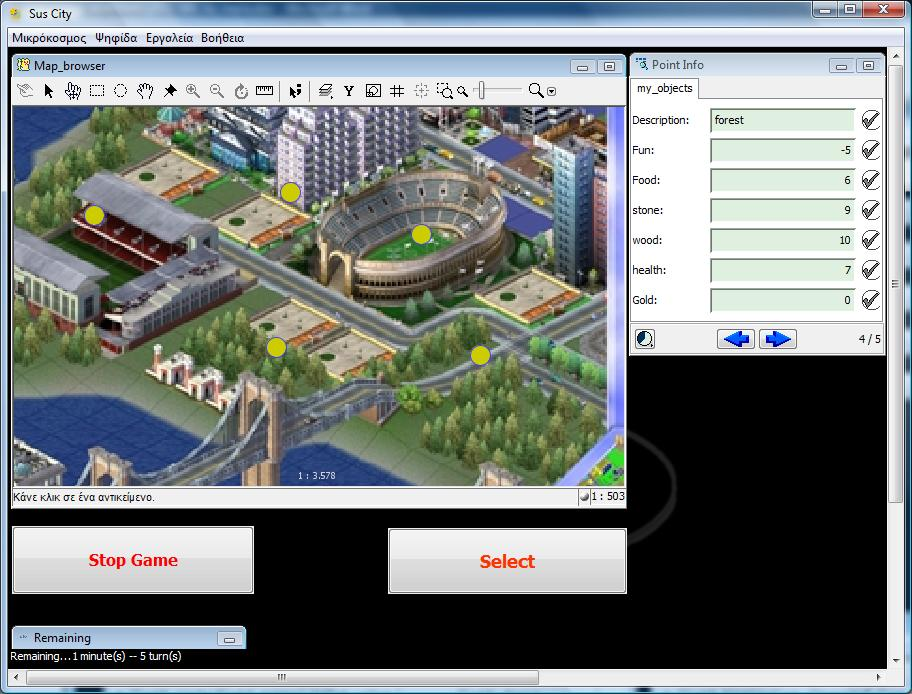 Sus City
Μικρόκοσμος Ψηφίδα Εργαλεία Βοήθεια
Map_browser
Y
1 : 3.578
Κάνε κλικ σε ένα αντικείμενο.
1 : 503
Point Info
my_objects
Description: forest
Fun: -5
Food: 6
stone: 9
wood: 10
health: 7
Gold: 0
4 / 5
Stop Game
Select
Remaining
Remaining...1 minute(s) -- 5 turn(s)